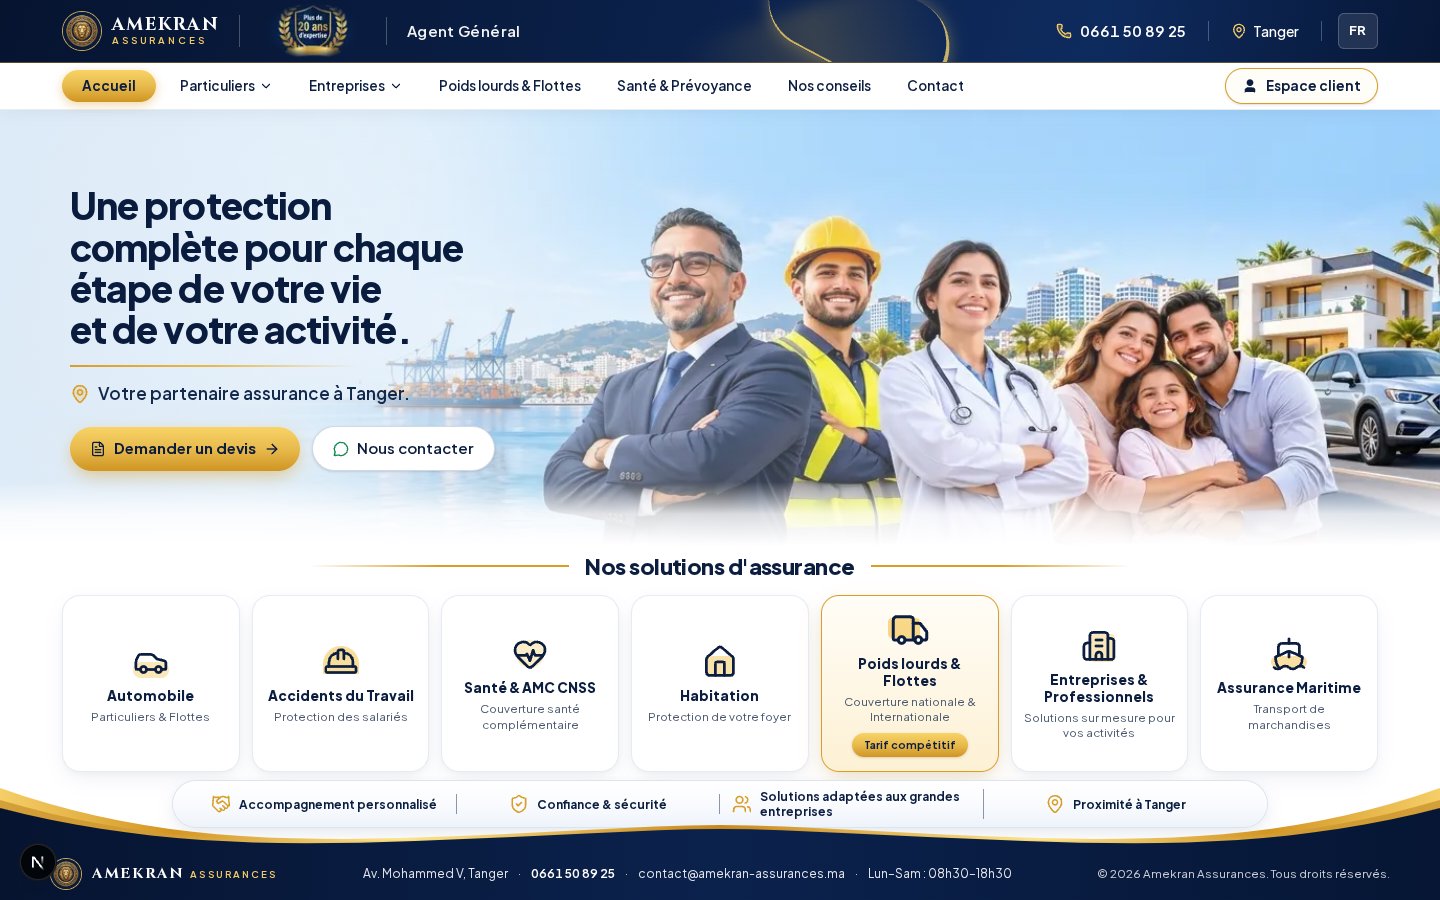 AMEKRAN
ASSURANCES
Plus de
20 ans
d'expertise
Agent Général
0661 50 89 25
Tanger
FR
Accueil
Particuliers
Entreprises
Poids lourds & Flottes
Santé & Prévoyance
Nos conseils
Contact
Espace client
Une protection
complète pour chaque
étape de votre vie
et de votre activité.
Votre partenaire assurance à Tanger.
Demander un devis
Nous contacter
Nos solutions d'assurance
Automobile
Particuliers & Flottes
Accidents du Travail
Protection des salariés
Santé & AMC CNSS
Couverture santé
complémentaire
Habitation
Protection de votre foyer
Poids lourds &
Flottes
Couverture nationale &
Internationale
Tarif compétitif
Entreprises &
Professionnels
Solutions sur mesure pour
vos activités
Assurance Maritime
Transport de
marchandises
Accompagnement personnalisé
Confiance & sécurité
Solutions adaptées aux grandes
entreprises
Proximité à Tanger
N
AMEKRAN ASSURANCES
Av. Mohammed V, Tanger · 0661 50 89 25 · contact@amekran-assurances.ma · Lun–Sam : 08h30–18h30
© 2026 Amekran Assurances. Tous droits réservés.